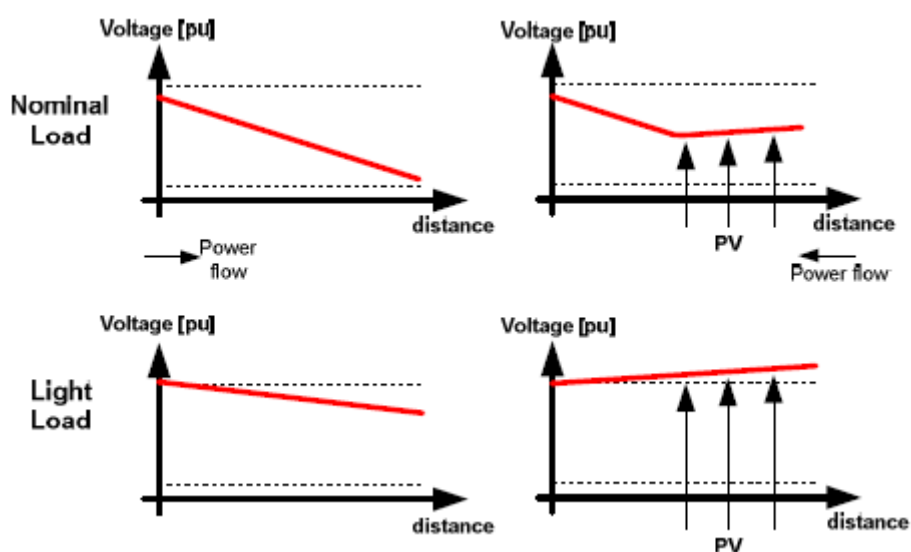 Voltage [pu]
Voltage [pu]
Nominal
Load
distance
distance
Power
flow
PV
Power flow
Voltage [pu]
Voltage [pu]
Light
Load
distance
distance
PV